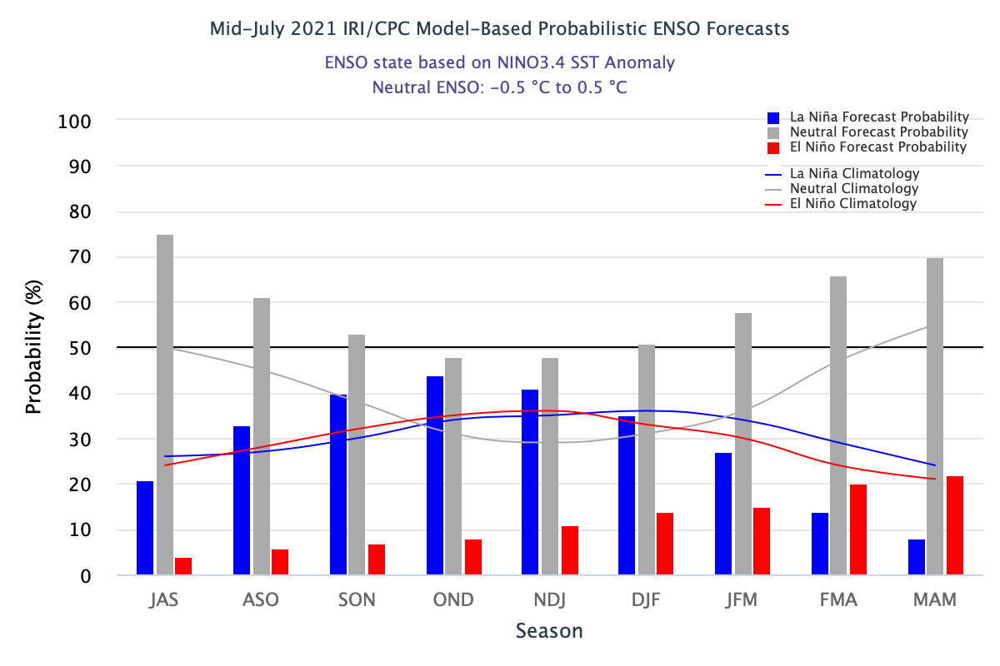 Mid-July 2021 IRI/CPC Model-Based Probabilistic ENSO Forecasts
ENSO state based on NINO3.4 SST Anomaly
Neutral ENSO: -0.5 °C to 0.5 °C
La Niña Forecast Probability
Neutral Forecast Probability
El Niño Forecast Probability
La Niña Climatology
Neutral Climatology
El Niño Climatology
Probability (%)
100
90
80
70
60
50
40
30
20
10
0
JAS ASO SON OND NDJ DJF JFM FMA MAM
Season